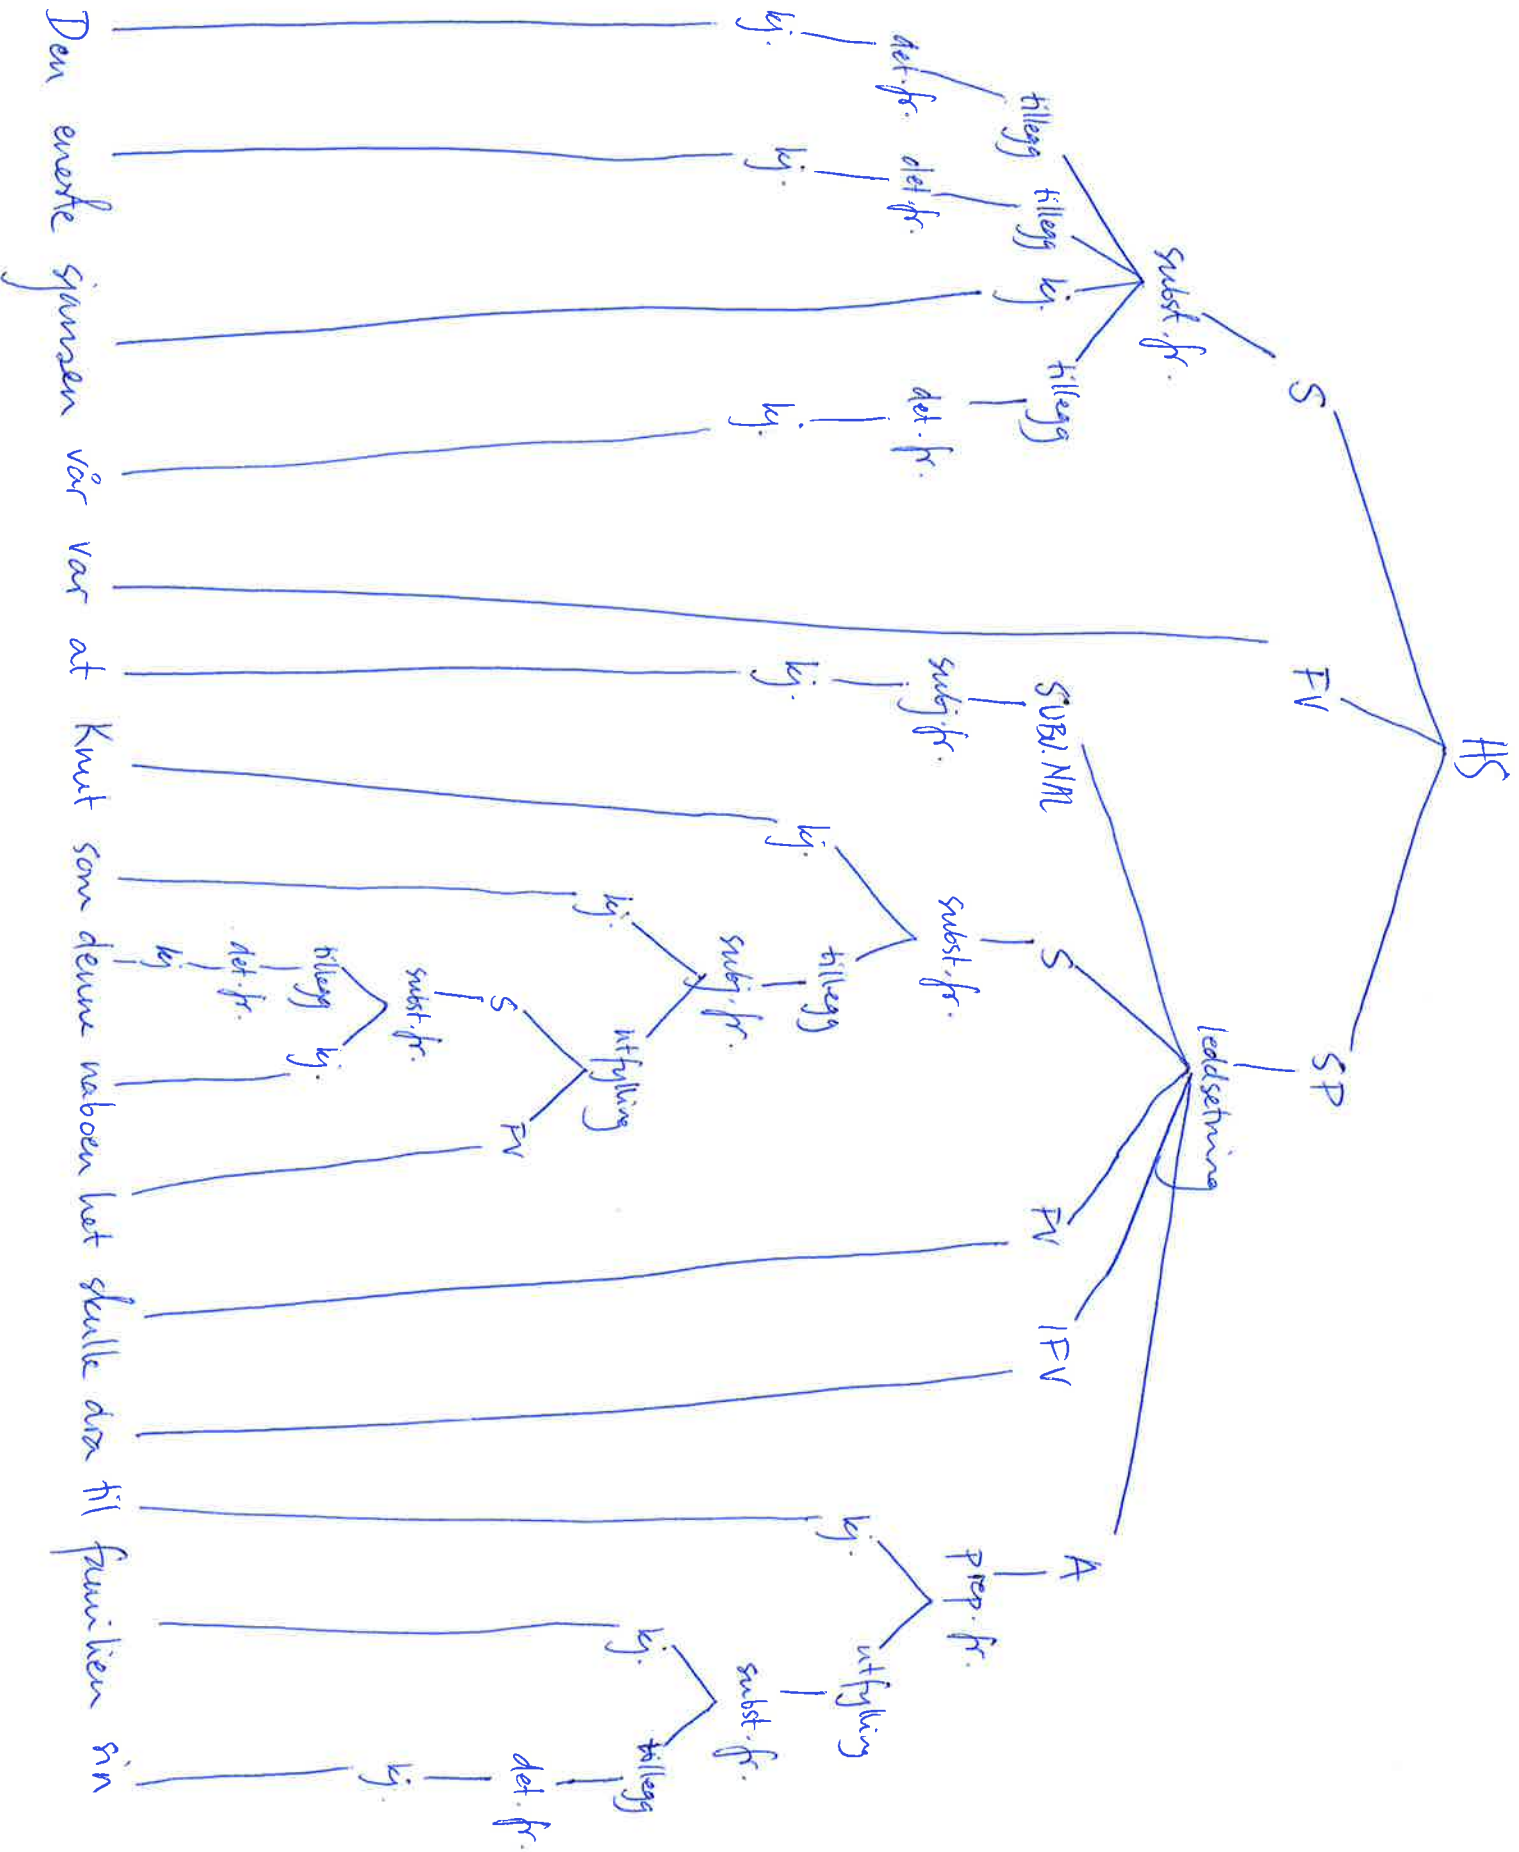 HS
S FV SP
subst. fr. leddsetning
tillegg tillegg kj. tillegg SUBJ.NAL S FV IFV A
det. fr. det. fr. det. fr. subj. fr. subst. fr. prep. fr.
kj. kj. kj. kj. kj. tillegg kj. utfylling
subj. fr. subst. fr.
kj. utfylling kj. tillegg
S FV det. fr.
subst. fr. kj.
tillegg kj.
det. fr.
kj
Den eneste sjansen vår var at Knut som denne naboen het skulle dra til familien sin